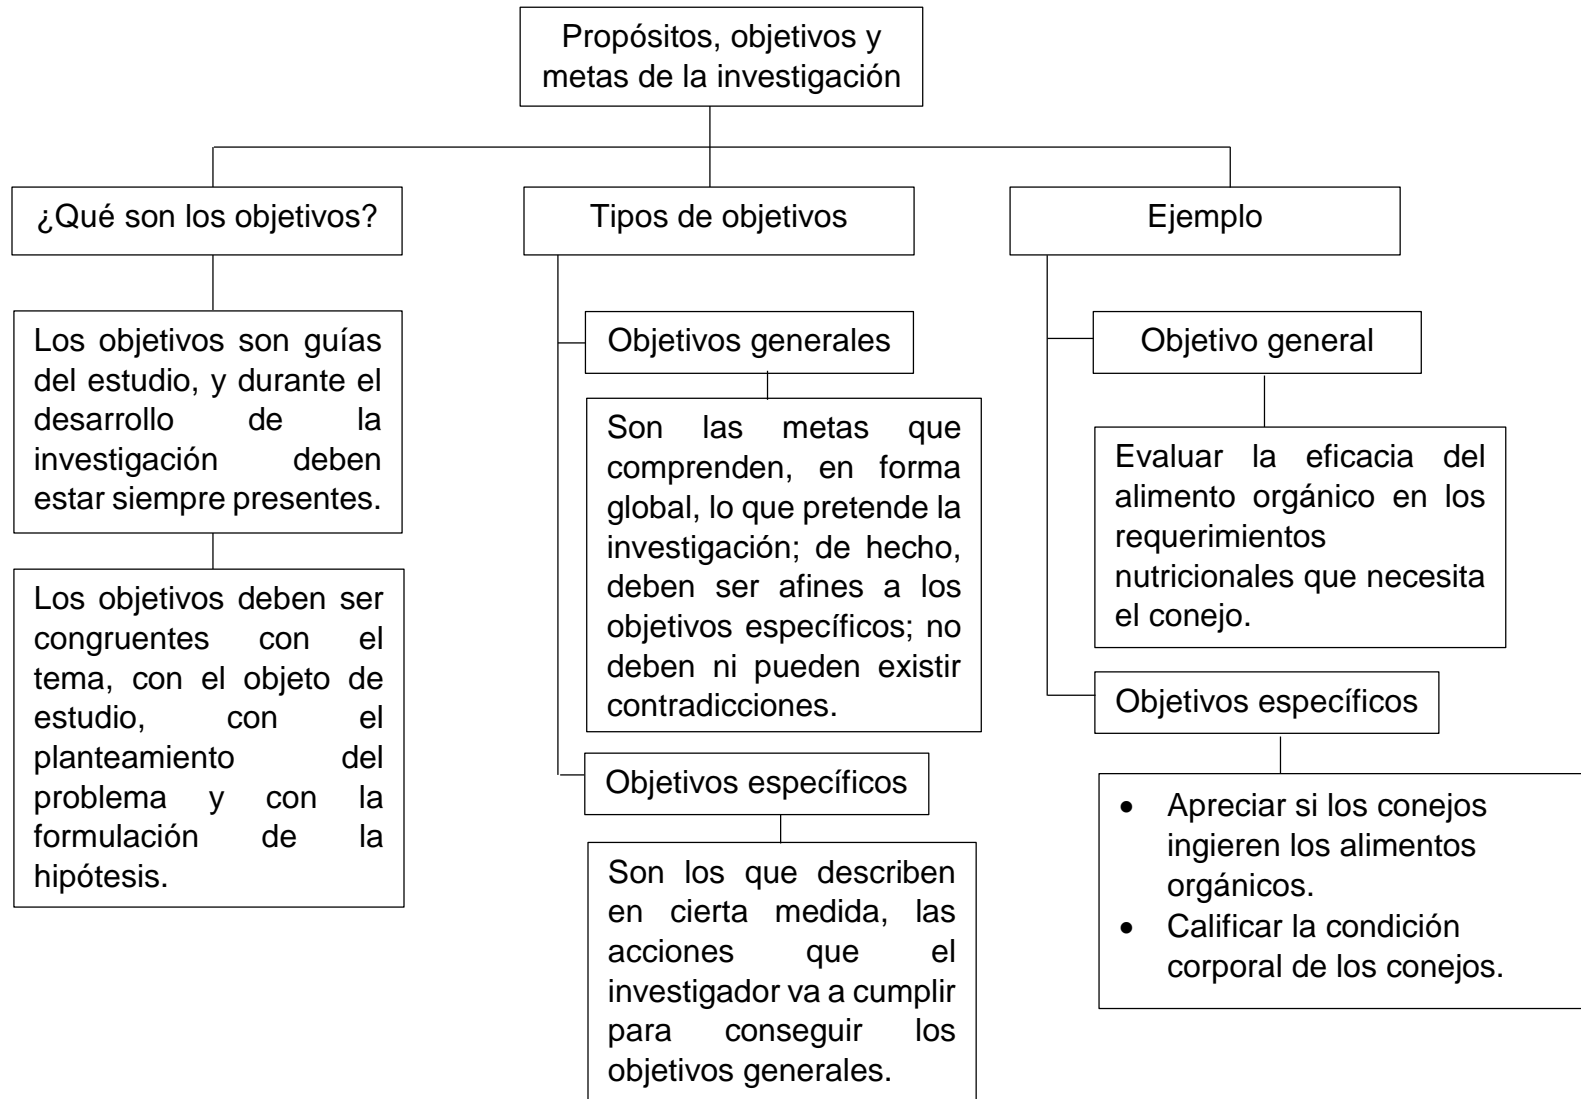 Propósitos, objetivos y
metas de la investigación
¿Qué son los objetivos?
Los objetivos son guías
del estudio, y durante el
desarrollo de la
investigación deben
estar siempre presentes.
Los objetivos deben ser
congruentes con el
tema, con el objeto de
estudio, con el
planteamiento del
problema y con la
formulación de la
hipótesis.
Tipos de objetivos
Objetivos generales
Son las metas que
comprenden, en forma
global, lo que pretende la
investigación; de hecho,
deben ser afines a los
objetivos específicos; no
deben ni pueden existir
contradicciones.
Objetivos específicos
Son los que describen
en cierta medida, las
acciones que el
investigador va a cumplir
para conseguir los
objetivos generales.
Ejemplo
Objetivo general
Evaluar la eficacia del
alimento orgánico en los
requerimientos
nutricionales que necesita
el conejo.
Objetivos específicos
• Apreciar si los conejos
ingieren los alimentos
orgánicos.
• Calificar la condición
corporal de los conejos.